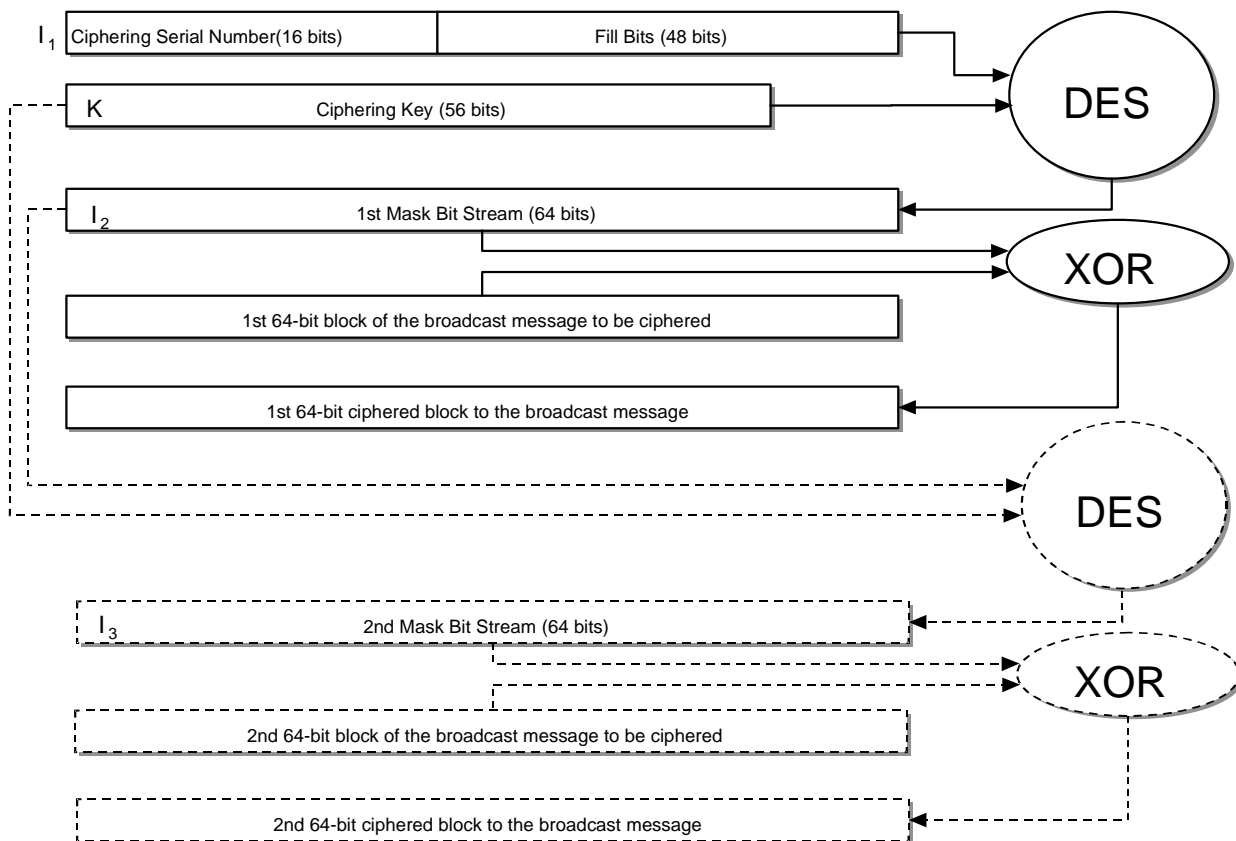 I1 Ciphering Serial Number(16 bits) Fill Bits (48 bits)
DES
K Ciphering Key (56 bits)
I2 1st Mask Bit Stream (64 bits)
XOR
1st 64-bit block of the broadcast message to be ciphered
1st 64-bit ciphered block to the broadcast message
DES
I3 2nd Mask Bit Stream (64 bits)
XOR
2nd 64-bit block of the broadcast message to be ciphered
2nd 64-bit ciphered block to the broadcast message